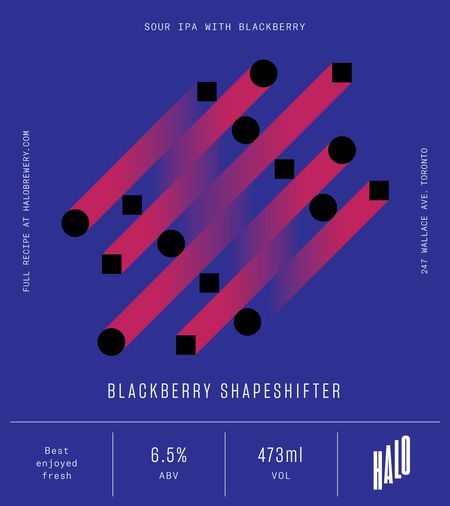 SOUR IPA WITH BLACKBERRY
FULL RECIPE AT HALOBREWERY.COM
247 WALLACE AVE. TORONTO
BLACKBERRY SHAPESHIFTER
Best
enjoyed
fresh
6.5%
ABV
473ml
VOL
HALO